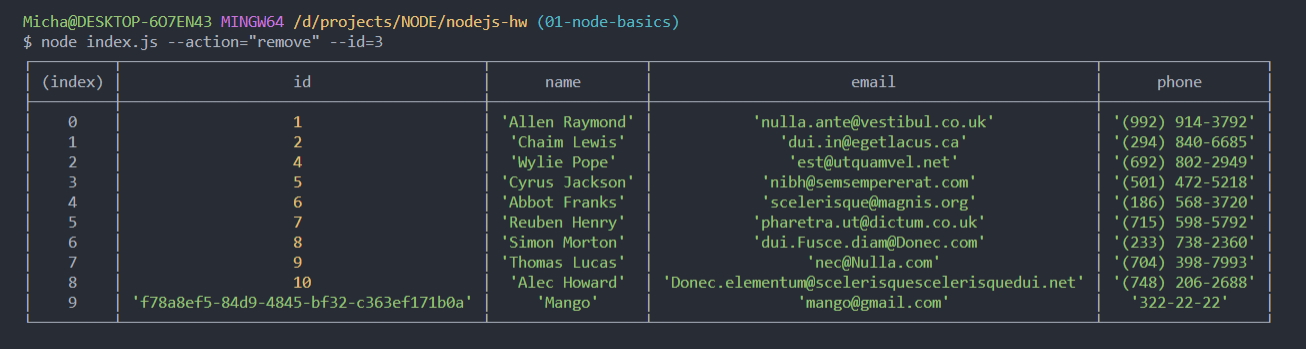 Micha@DESKTOP-6O7EN43 MINGW64 /d/projects/NODE/nodejs-hw (01-node-basics)
$ node index.js --action="remove" --id=3
(index) id name email phone
0 1 'Allen Raymond' 'nulla.ante@vestibul.co.uk' '(992) 914-3792'
1 2 'Chaim Lewis' 'dui.in@egetlacus.ca' '(294) 840-6685'
2 4 'Wylie Pope' 'est@utquamvel.net' '(692) 802-2949'
3 5 'Cyrus Jackson' 'nibh@semsempererat.com' '(501) 472-5218'
4 6 'Abbot Franks' 'scelerisque@magnis.org' '(186) 568-3720'
5 7 'Reuben Henry' 'pharetra.ut@dictum.co.uk' '(715) 598-5792'
6 8 'Simon Morton' 'dui.Fusce.diam@Donec.com' '(233) 738-2360'
7 9 'Thomas Lucas' 'nec@Nulla.com' '(704) 398-7993'
8 10 'Alec Howard' 'Donec.elementum@scelerisquescelerisquedui.net' '(748) 206-2688'
9 'f78a8ef5-84d9-4845-bf32-c363ef171b0a' 'Mango' 'mango@gmail.com' '322-22-22'